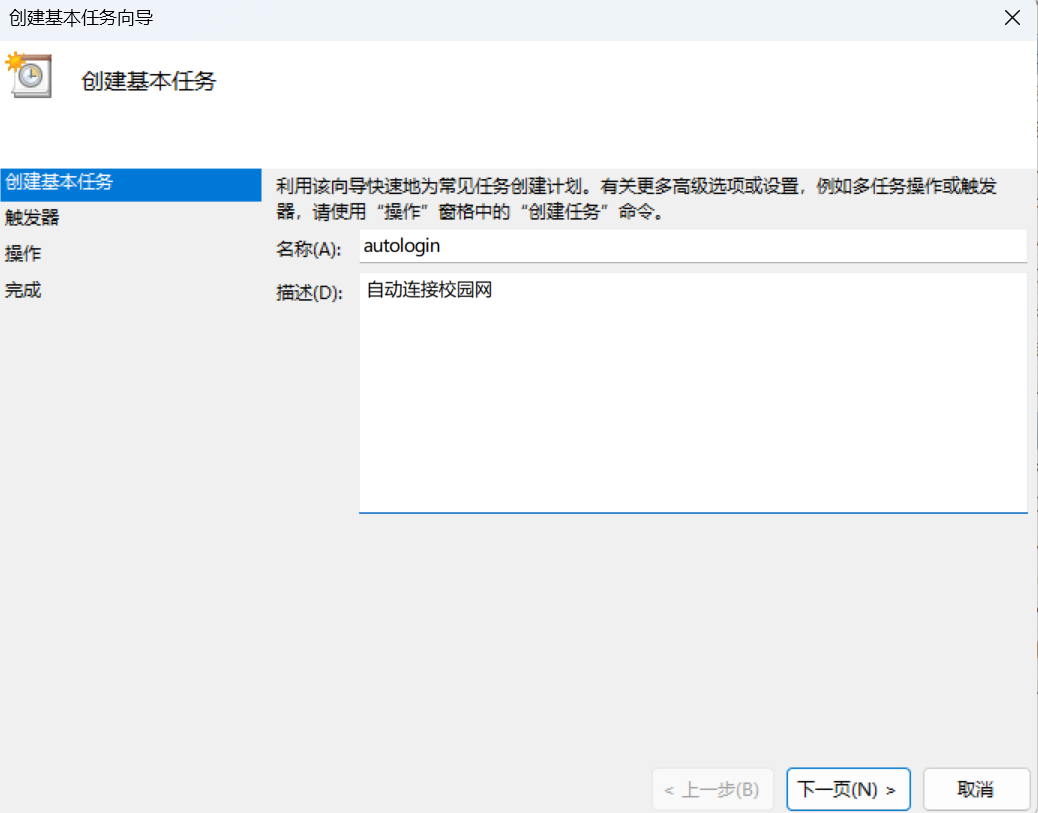 创建基本任务向导
创建基本任务
创建基本任务
触发器
操作
完成
利用该向导快速地为常见任务创建计划。有关更多高级选项或设置，例如多任务操作或触发
器，请使用“操作”窗格中的“创建任务”命令。
名称(A): autologin
描述(D): 自动连接校园网
< 上一步(B) 下一页(N) > 取消